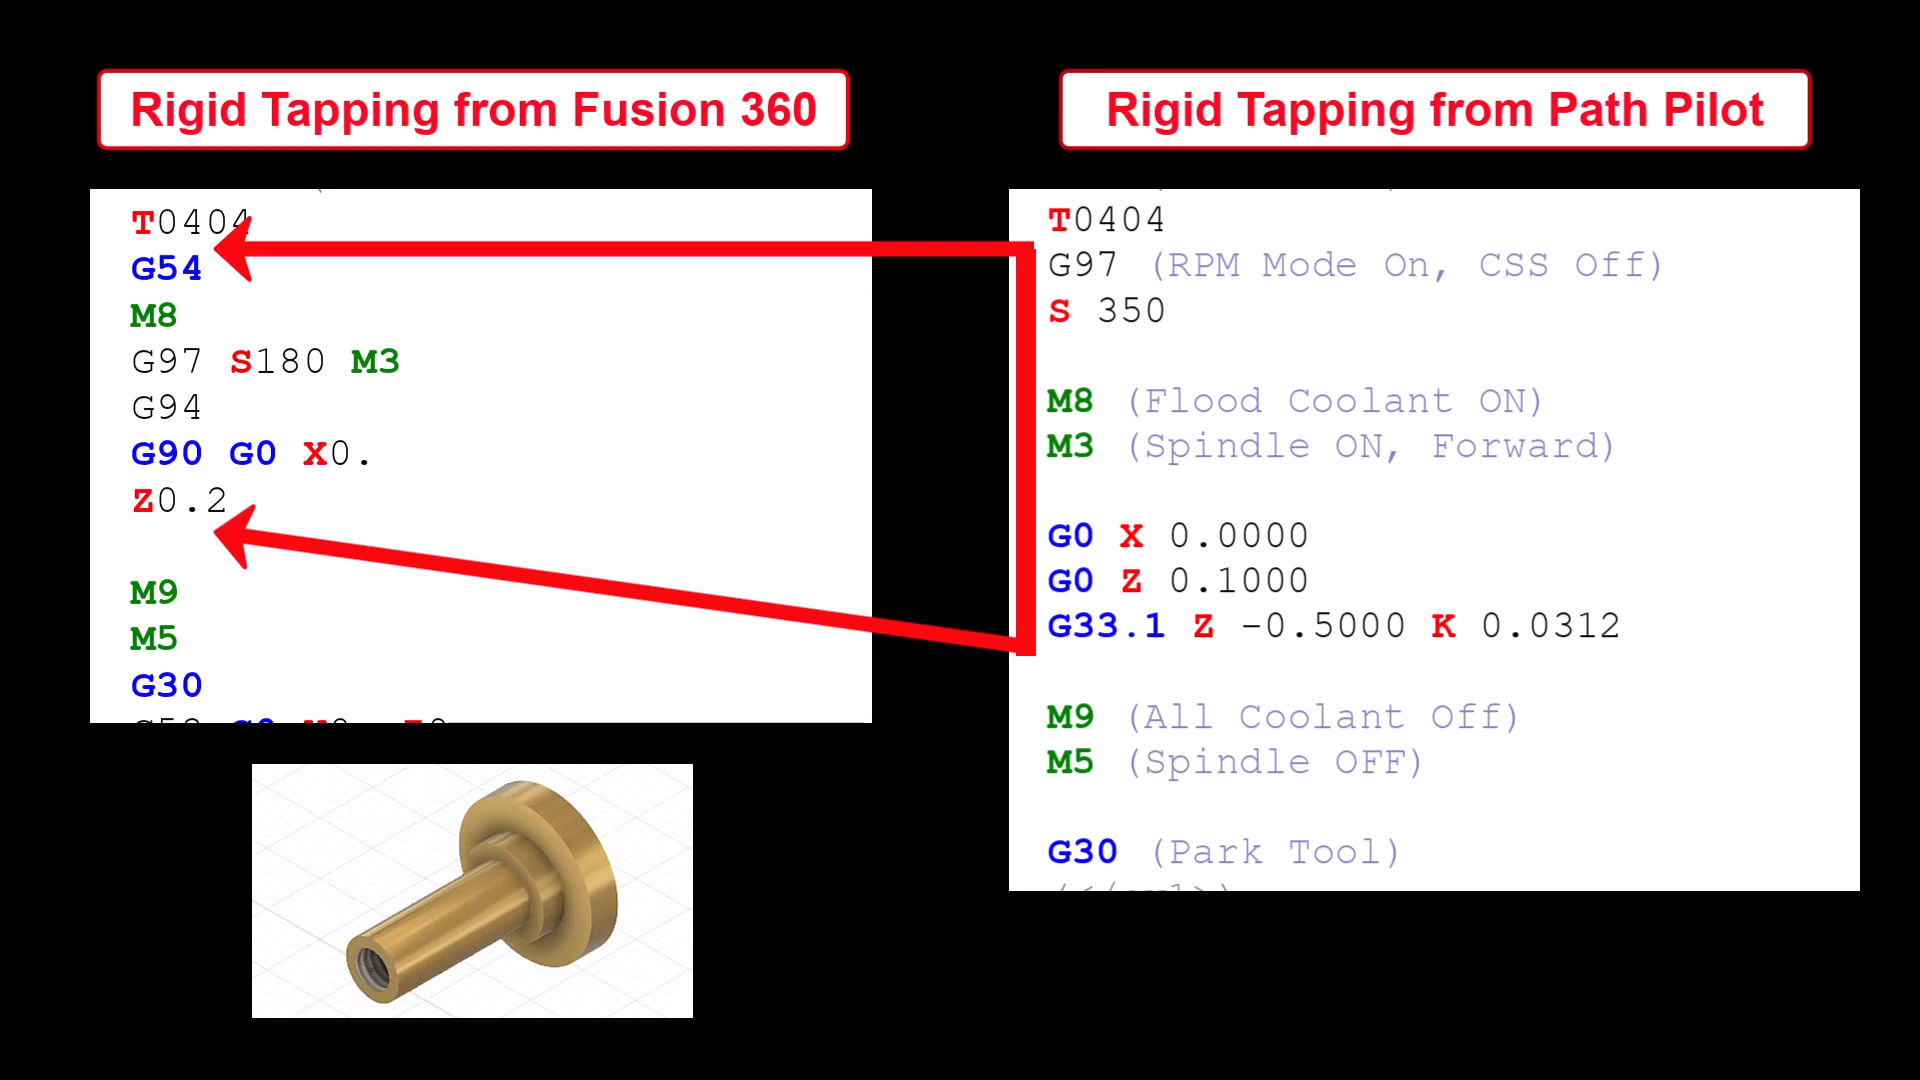 Rigid Tapping from Fusion 360
T0404
G54
M8
G97 S180 M3
G94
G90 G0 X0.
Z0.2
M9
M5
G30
Rigid Tapping from Path Pilot
T0404
G97 (RPM Mode On, CSS Off)
S 350
M8 (Flood Coolant ON)
M3 (Spindle ON, Forward)
G0 X 0.0000
G0 Z 0.1000
G33.1 Z -0.5000 K 0.0312
M9 (All Coolant Off)
M5 (Spindle OFF)
G30 (Park Tool)